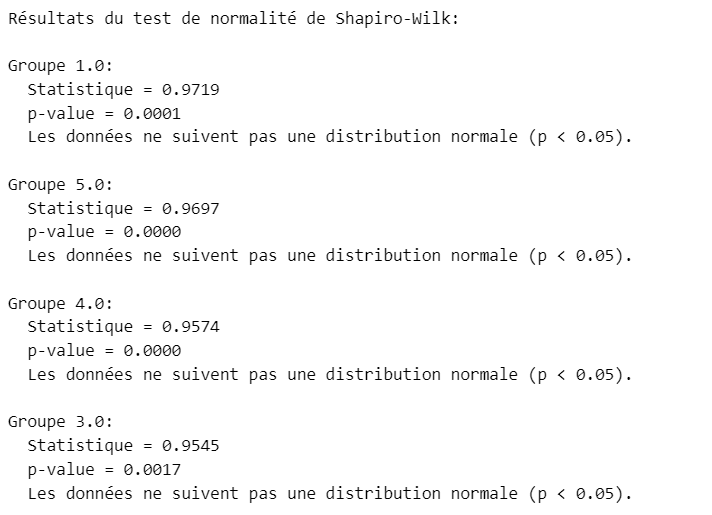 Résultats du test de normalité de Shapiro-Wilk:
Groupe 1.0:
Statistique = 0.9719
p-value = 0.0001
Les données ne suivent pas une distribution normale (p < 0.05).
Groupe 5.0:
Statistique = 0.9697
p-value = 0.0000
Les données ne suivent pas une distribution normale (p < 0.05).
Groupe 4.0:
Statistique = 0.9574
p-value = 0.0000
Les données ne suivent pas une distribution normale (p < 0.05).
Groupe 3.0:
Statistique = 0.9545
p-value = 0.0017
Les données ne suivent pas une distribution normale (p < 0.05).